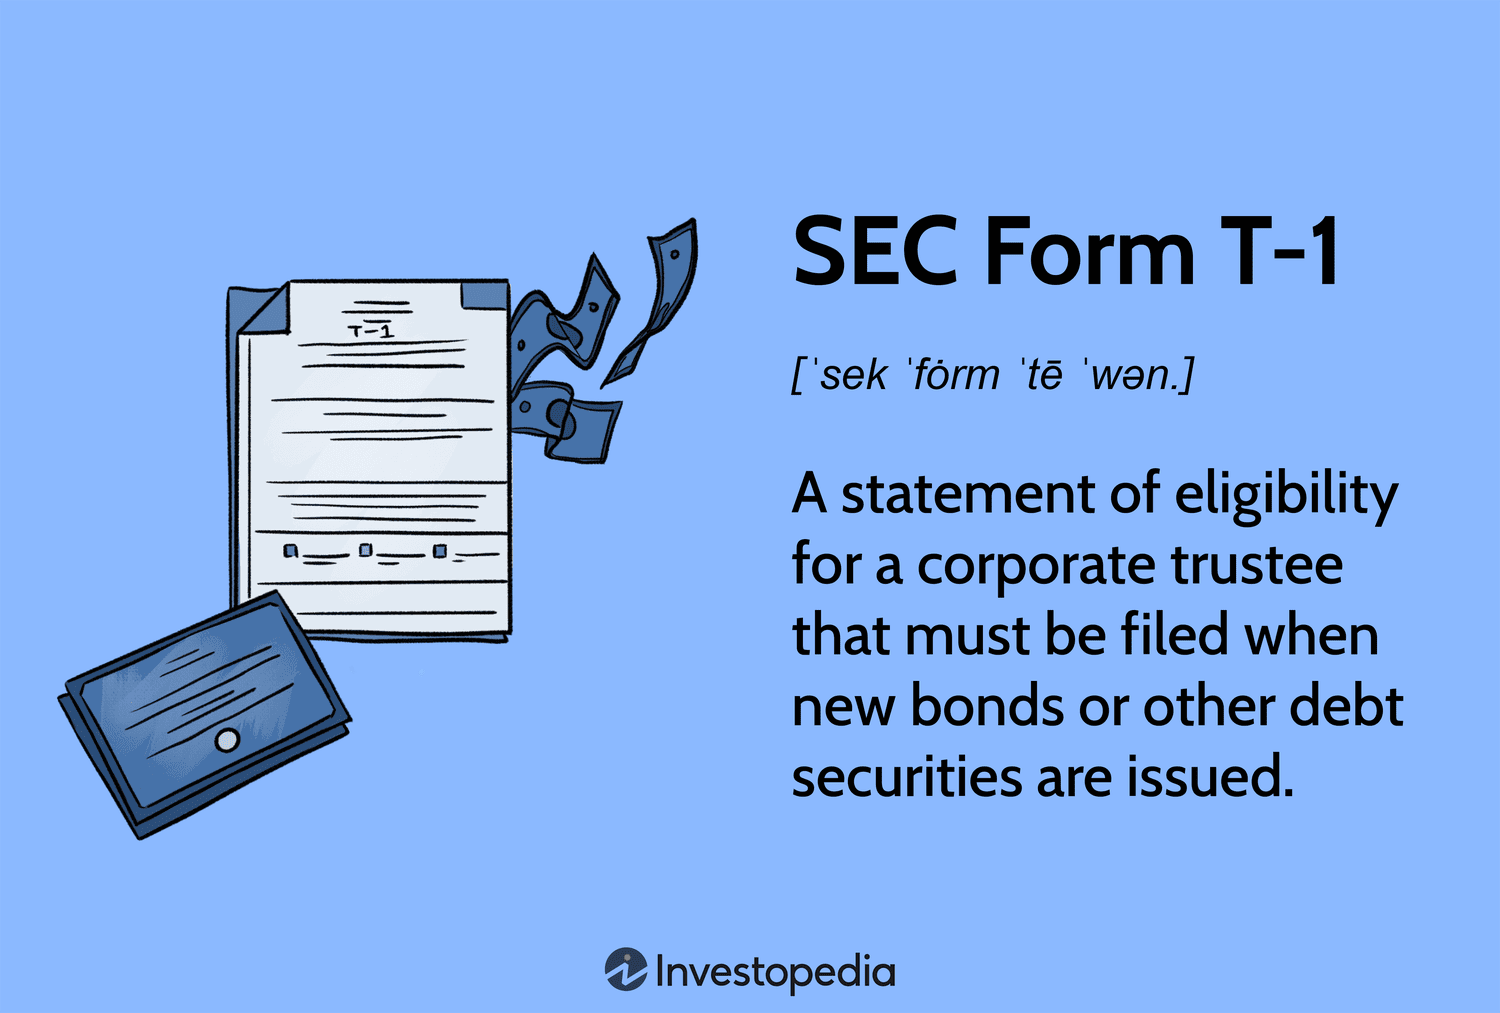 T-1
SEC Form T-1
[ˈsek ˈfȯrm ˈtē ˈwən.]
A statement of eligibility
for a corporate trustee
that must be filed when
new bonds or other debt
securities are issued.
Investopedia